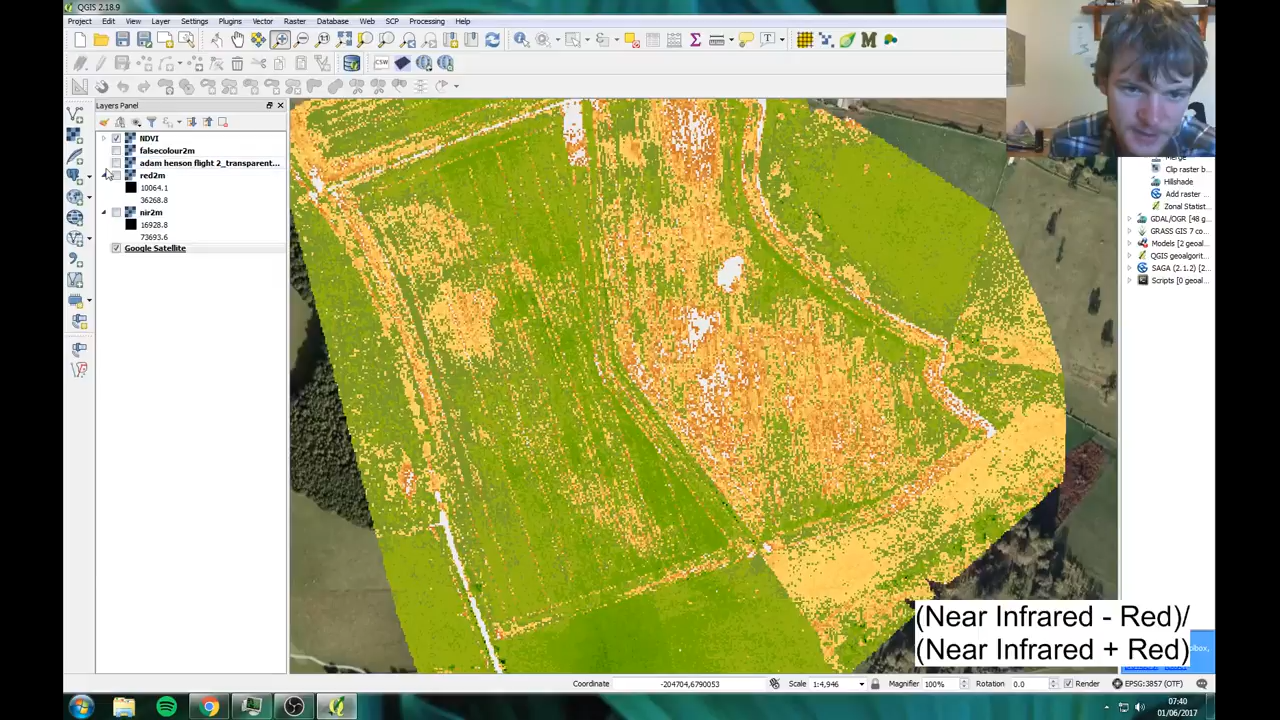 QGIS 2.18.9
Project Edit View Layer Settings Plugins Vector Raster Database Web SCP Processing Help
CSW
Layers Panel
NDVI
falsecolour2m
adam henson flight 2_transparent...
red2m
10064.1
36268.8
nir2m
16928.8
73693.6
Google Satellite
Merge
Clip raster b
Hillshade
Add raster
Zonal Statist
GDAL/OGR [48 g
GRASS GIS 7 co
Models [2 geoal
QGIS geoalgorit
SAGA (2.1.2) [2
Scripts [0 geoal
(Near Infrared - Red)/
(Near Infrared + Red)
Coordinate -204704,6790053 Scale 1:4,946 Magnifier 100% Rotation 0.0 Render EPSG:3857 (OTF)
07:40
01/06/2017